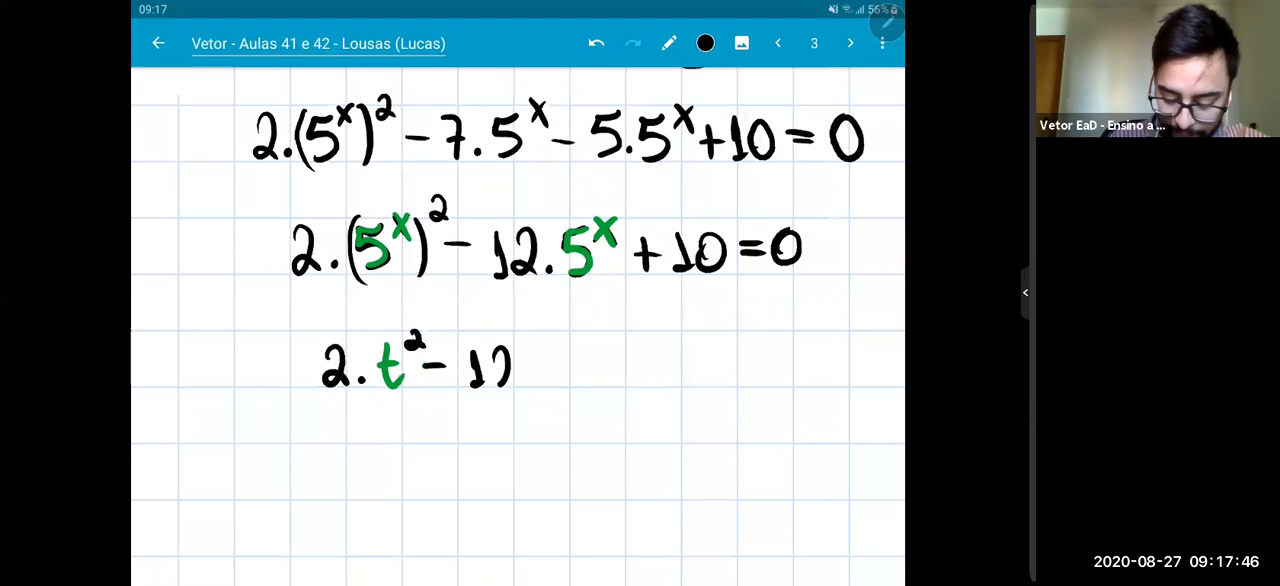 09:17
56%
Vetor - Aulas 41 e 42 - Lousas (Lucas)
3
2.(5^x)^2 - 7.5^x - 5.5^x + 10 = 0
2.(5^x)^2 - 12.5^x + 10 = 0
2.t^2 - 12
Vetor EaD - Ensino a ...
2020-08-27 09:17:46